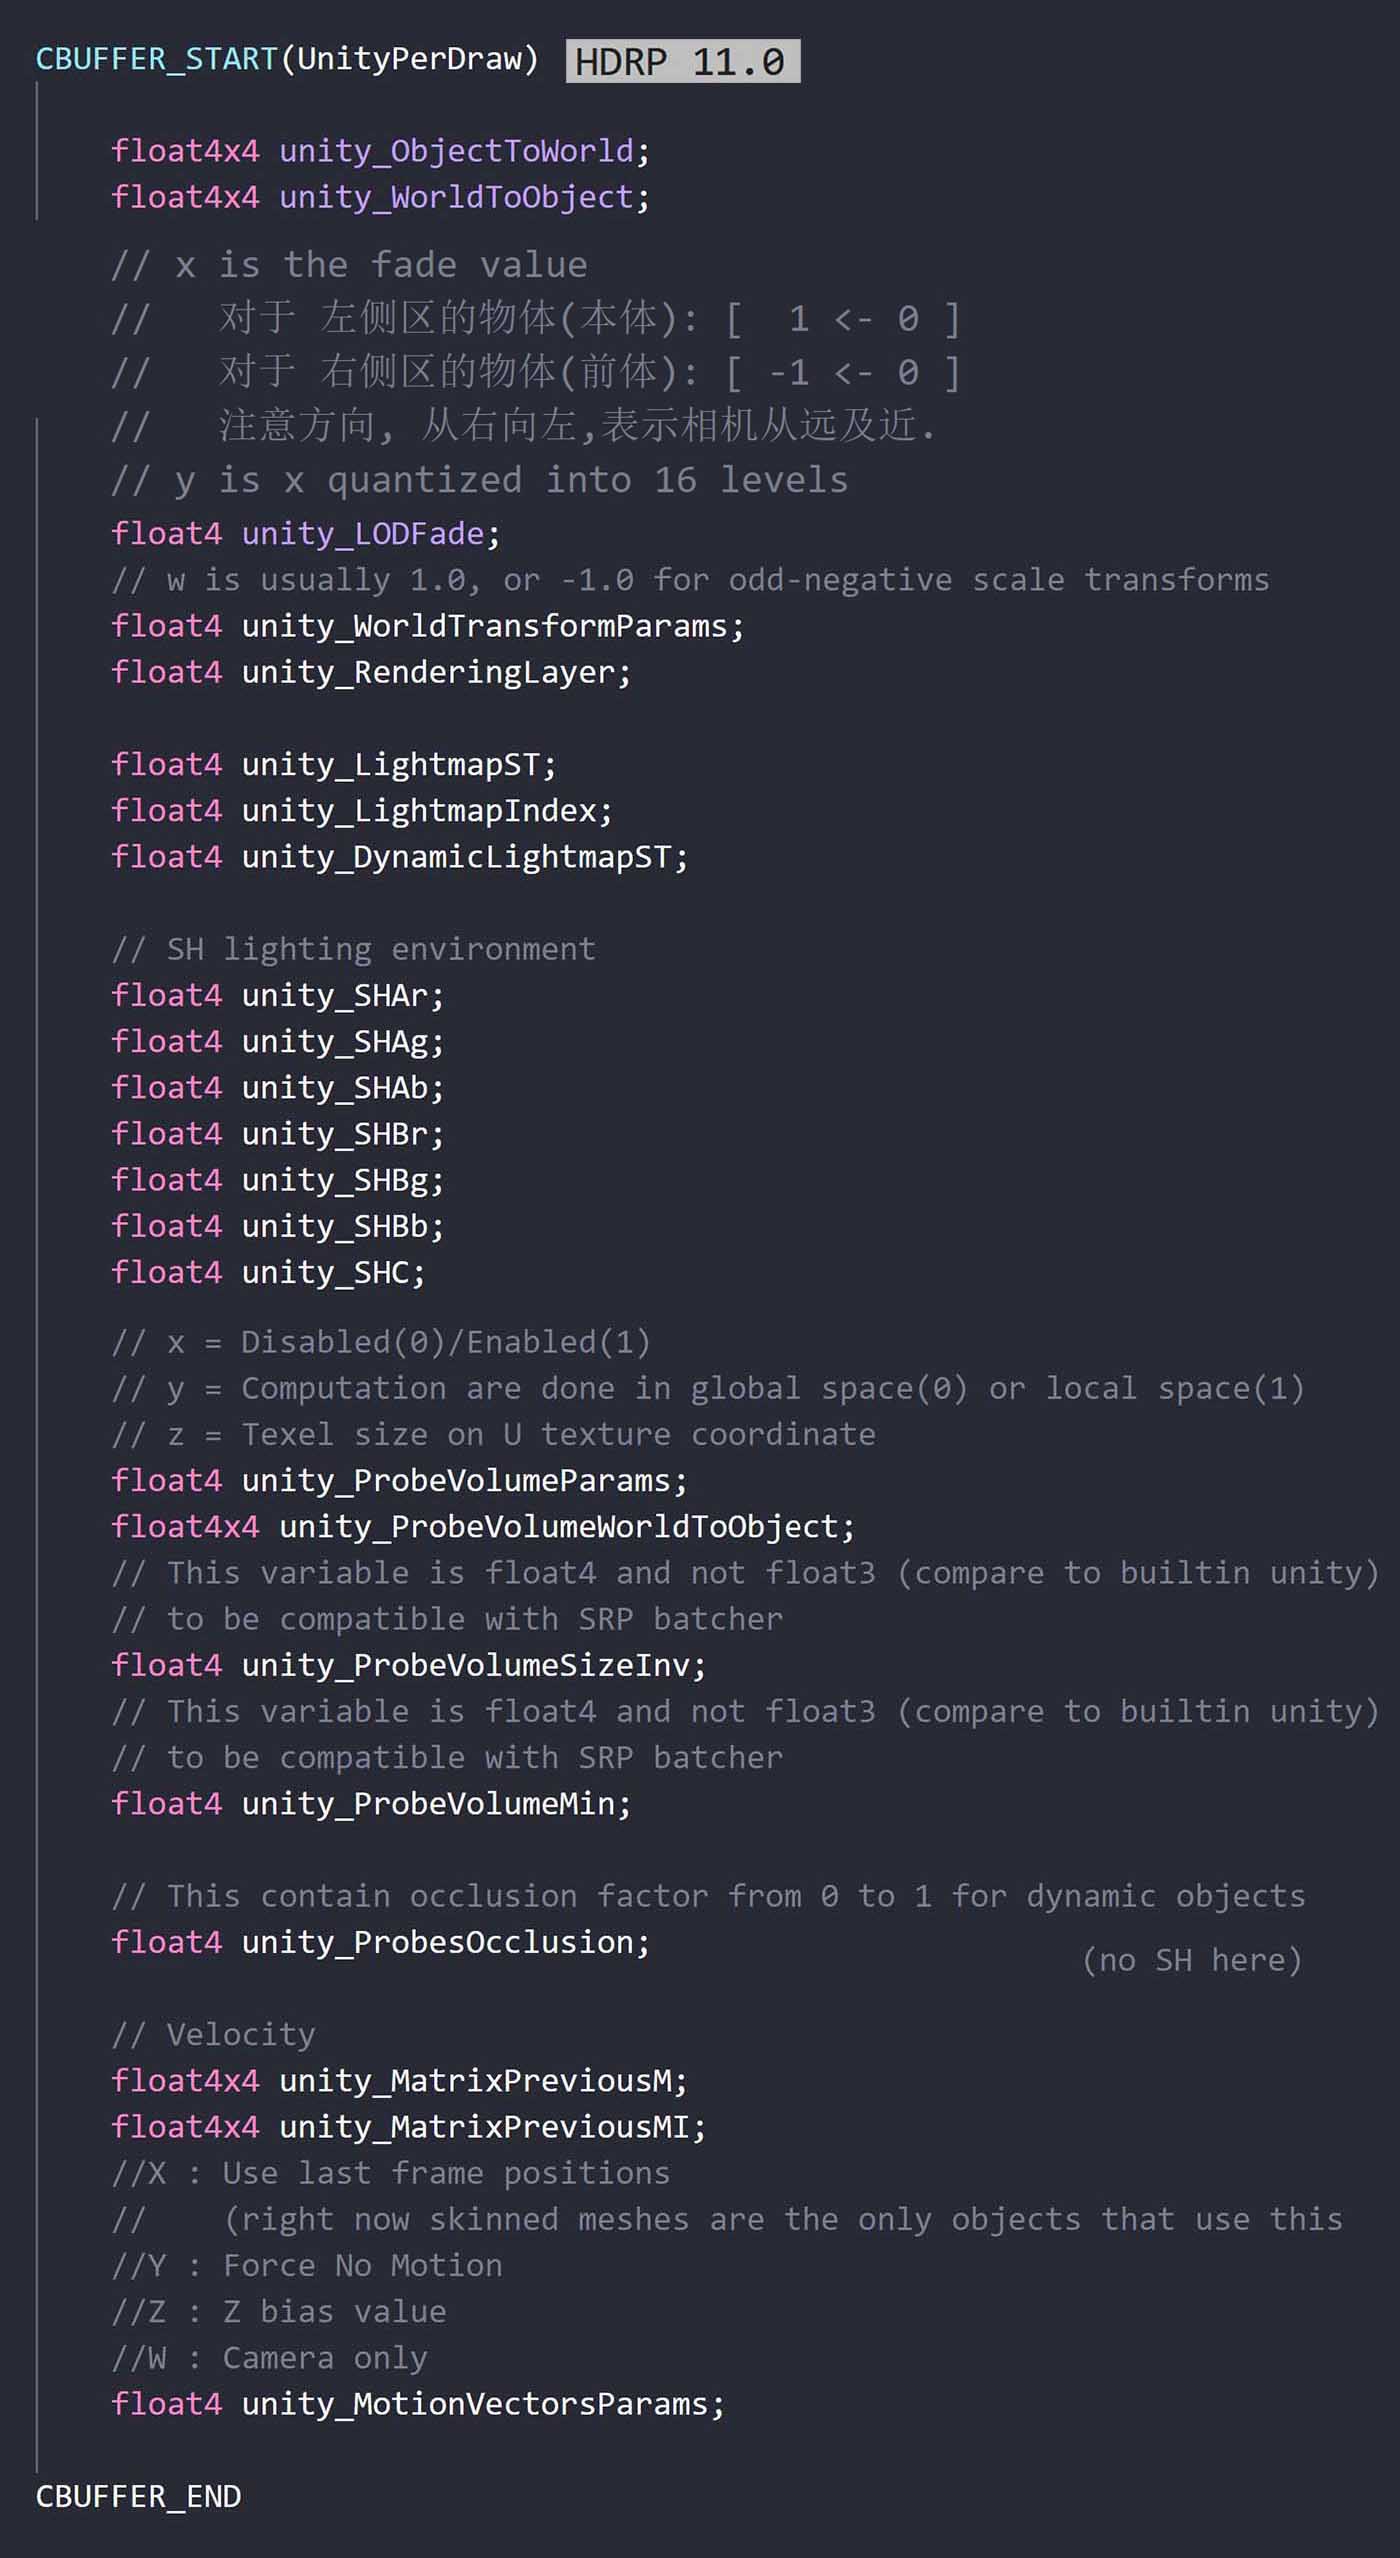 CBUFFER_START(UnityPerDraw) HDRP 11.0
float4x4 unity_ObjectToWorld;
float4x4 unity_WorldToObject;
// x is the fade value
//   对于 左侧区的物体(本体): [  1 <- 0 ]
//   对于 右侧区的物体(前体): [ -1 <- 0 ]
//   注意方向, 从右向左,表示相机从远及近.
// y is x quantized into 16 levels
float4 unity_LODFade;
// w is usually 1.0, or -1.0 for odd-negative scale transforms
float4 unity_WorldTransformParams;
float4 unity_RenderingLayer;
float4 unity_LightmapST;
float4 unity_LightmapIndex;
float4 unity_DynamicLightmapST;
// SH lighting environment
float4 unity_SHAr;
float4 unity_SHAg;
float4 unity_SHAb;
float4 unity_SHBr;
float4 unity_SHBg;
float4 unity_SHBb;
float4 unity_SHC;
// x = Disabled(0)/Enabled(1)
// y = Computation are done in global space(0) or local space(1)
// z = Texel size on U texture coordinate
float4 unity_ProbeVolumeParams;
float4x4 unity_ProbeVolumeWorldToObject;
// This variable is float4 and not float3 (compare to builtin unity)
// to be compatible with SRP batcher
float4 unity_ProbeVolumeSizeInv;
// This variable is float4 and not float3 (compare to builtin unity)
// to be compatible with SRP batcher
float4 unity_ProbeVolumeMin;
// This contain occlusion factor from 0 to 1 for dynamic objects
float4 unity_ProbesOcclusion;
(no SH here)
// Velocity
float4x4 unity_MatrixPreviousM;
float4x4 unity_MatrixPreviousMI;
//X : Use last frame positions
//    (right now skinned meshes are the only objects that use this
//Y : Force No Motion
//Z : Z bias value
//W : Camera only
float4 unity_MotionVectorsParams;
CBUFFER_END